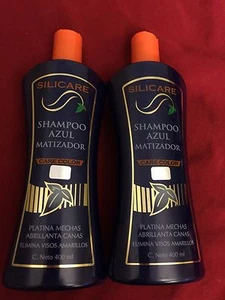 SILICARE
SHAMPOO
AZUL
MATIZADOR
CARE COLOR
PLATINA MECHAS
ABRILLANTA CANAS
ELIMINA VISOS AMARILLOS
C. Neto 400 ml
SILICARE
SHAMPOO
AZUL
MATIZADOR
CARE COLOR
PLATINA MECHAS
ABRILLANTA CANAS
ELIMINA VISOS AMARILLOS
C. Neto 400 ml